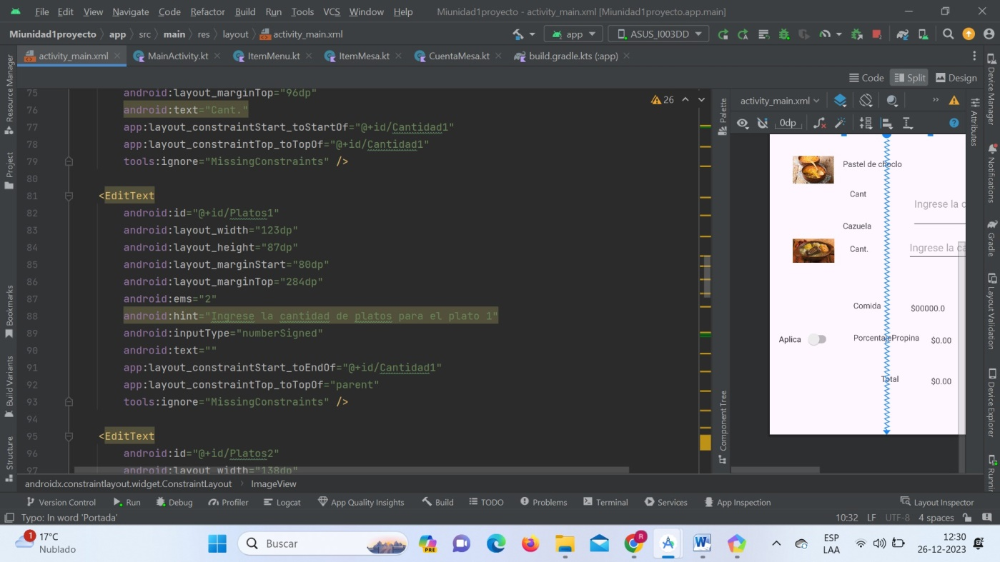 File Edit View Navigate Code Refactor Build Run Tools VCS Window Help Miunidad1proyecto - activity_main.xml [Miunidad1proyecto.app.main]
Miunidad1proyecto app src main res layout activity_main.xml app ASUS_I003DD
activity_main.xml MainActivity.kt ItemMenu.kt ItemMesa.kt CuentaMesa.kt build.gradle.kts (:app)
Code Split Design
Resource Manager
Project
Bookmarks
Build Variants
Structure
26
75 android:layout_marginTop="96dp"
76 android:text="Cant."
77 app:layout_constraintStart_toStartOf="@+id/Cantidad1"
78 app:layout_constraintTop_toTopOf="@+id/Cantidad1"
79 tools:ignore="MissingConstraints" />
80
81 <EditText
82 android:id="@+id/Platos1"
83 android:layout_width="123dp"
84 android:layout_height="87dp"
85 android:layout_marginStart="80dp"
86 android:layout_marginTop="284dp"
87 android:ems="2"
88 android:hint="Ingrese la cantidad de platos para el plato 1"
89 android:inputType="numberSigned"
90 android:text=""
91 app:layout_constraintStart_toEndOf="@+id/Cantidad1"
92 app:layout_constraintTop_toTopOf="parent"
93 tools:ignore="MissingConstraints" />
94
95 <EditText
96 android:id="@+id/Platos2"
97 android:layout_width="138dp"
Palette
Component Tree
activity_main.xml
0dp
Pastel de choclo
Cant
Ingrese la c
Cazuela
Cant.
Ingrese la ca
Comida $00000.0
Aplica PorcentajePropina $0.00
Total $0.00
Device Manager
Attributes
Notifications
Gradle
Layout Validation
Device Explorer
Runnin
androidx.constraintlayout.widget.ConstraintLayout ImageView
Version Control Run Debug Profiler Logcat App Quality Insights Build TODO Problems Terminal Services App Inspection Layout Inspector
Typo: In word 'Portada' 10:32 LF UTF-8 4 spaces
1 17°C
Nublado
Buscar
PRE
R
ESP
LAA
12:30
26-12-2023